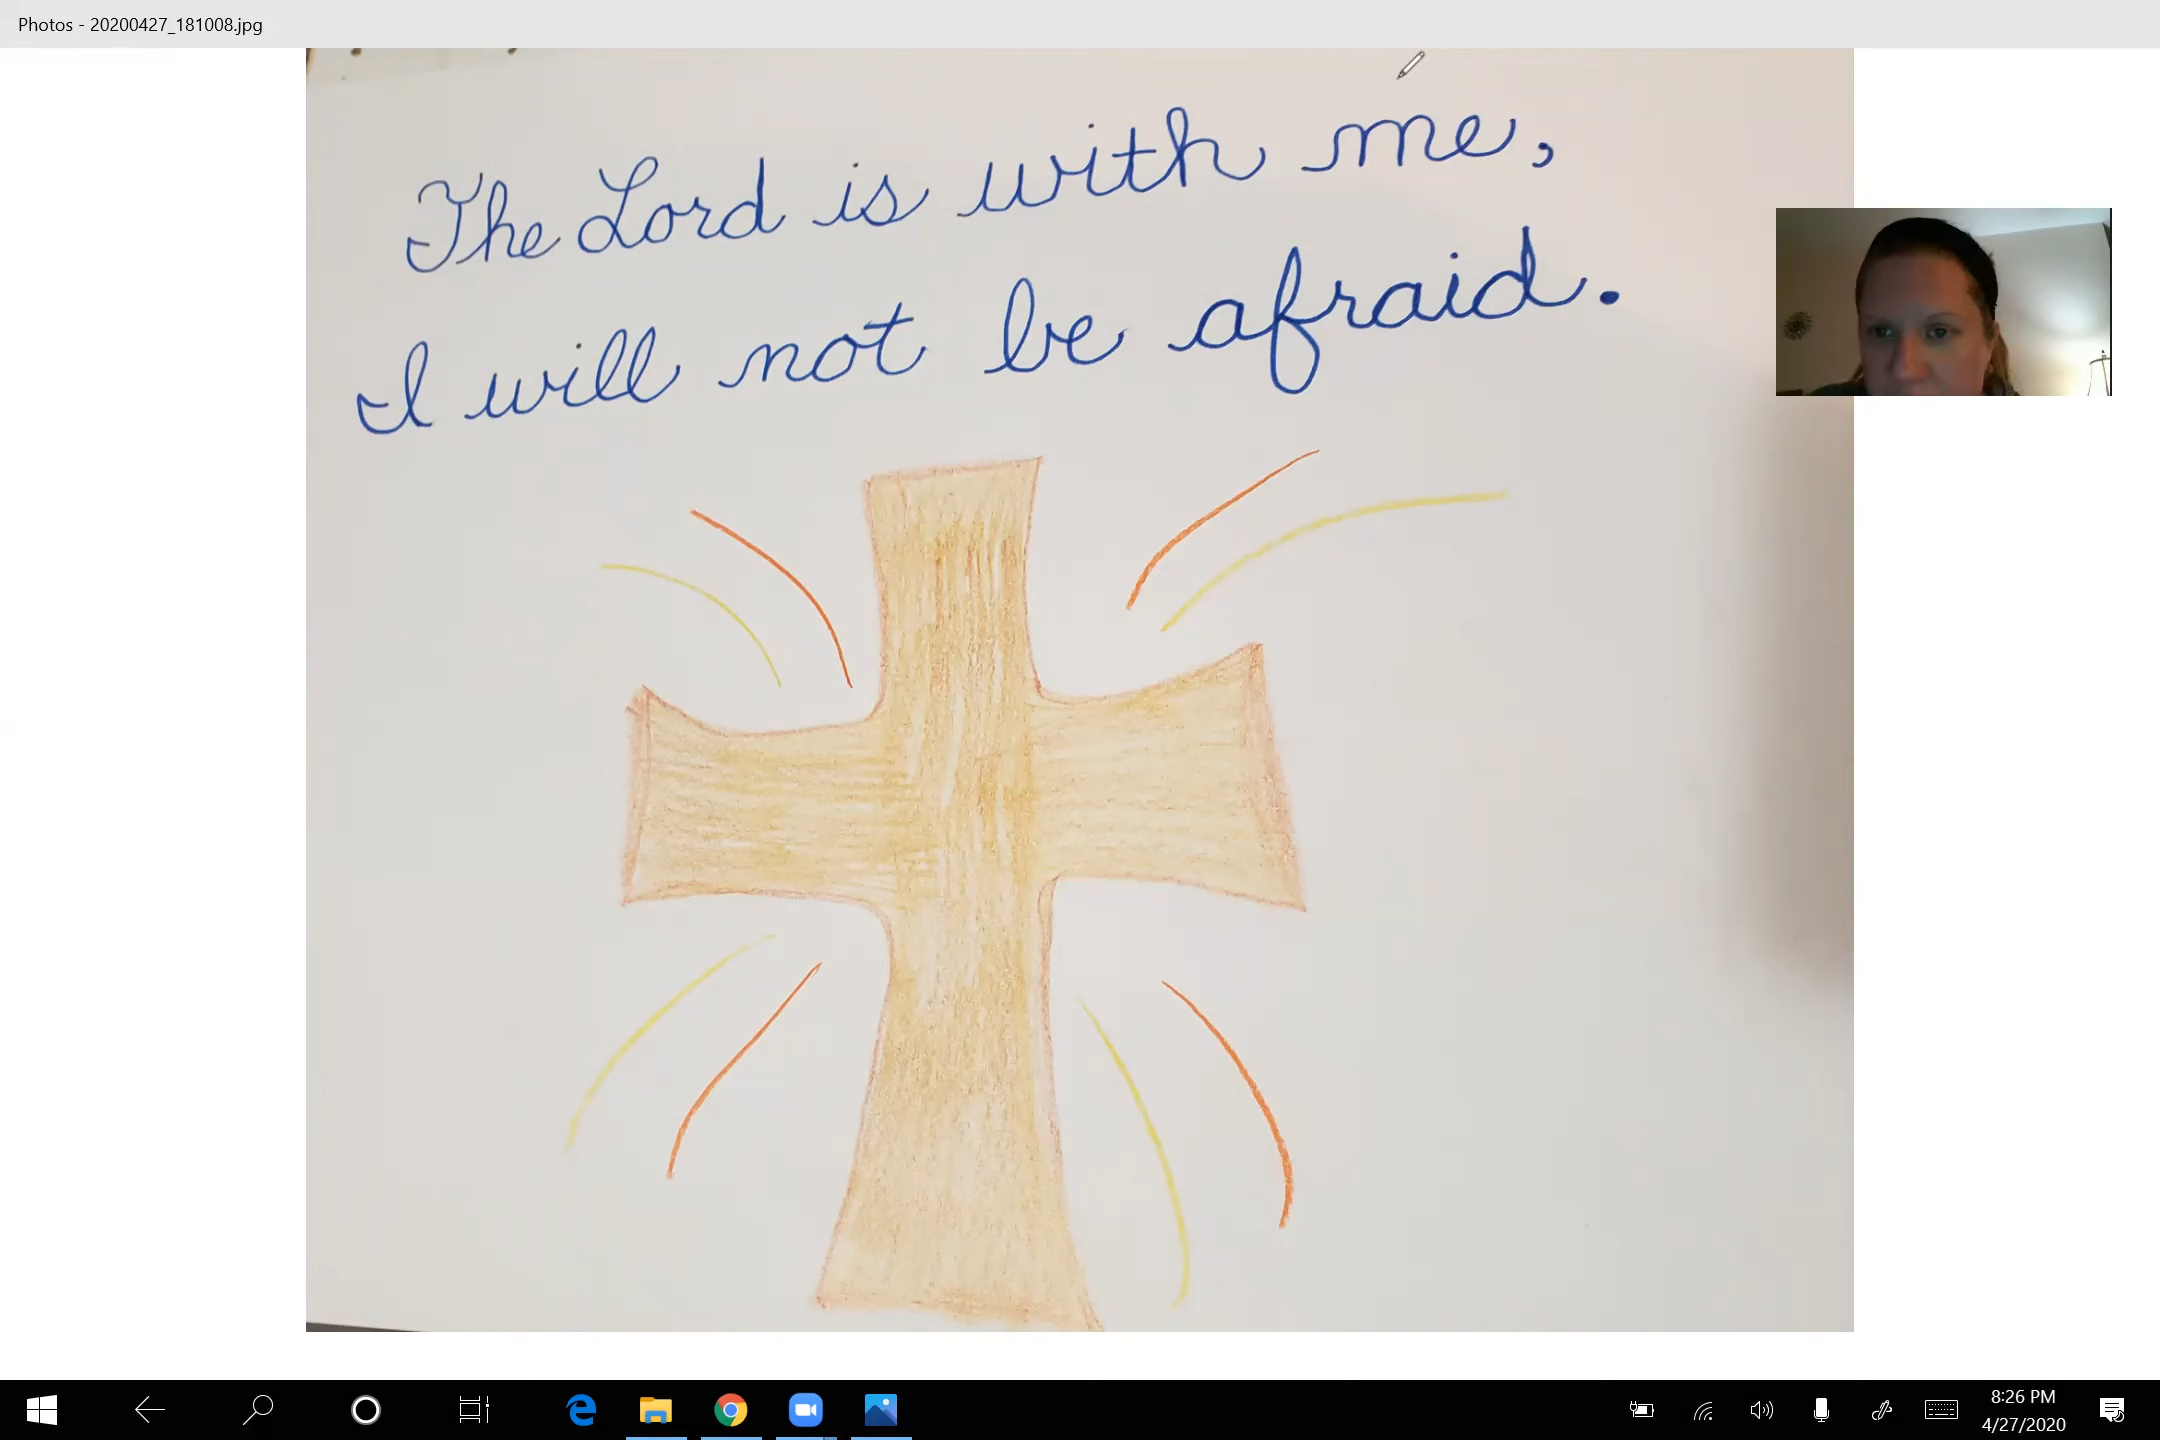 Photos - 20200427_181008.jpg
The Lord is with me,
I will not be afraid.
8:26 PM
4/27/2020